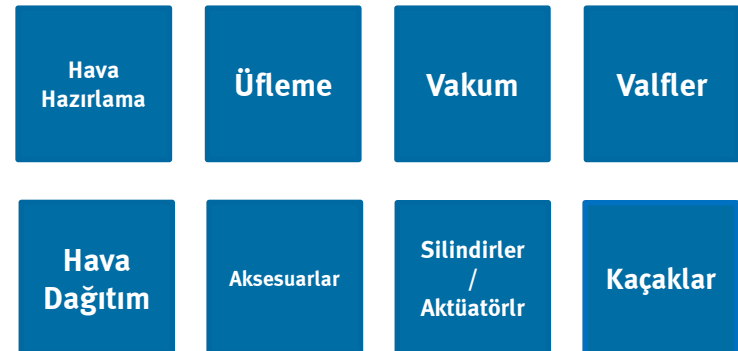 Hava
Hazırlama
Üfleme
Vakum
Valfler
Hava
Dağıtım
Aksesuarlar
Silindirler
/
Aktüatörlr
Kaçaklar